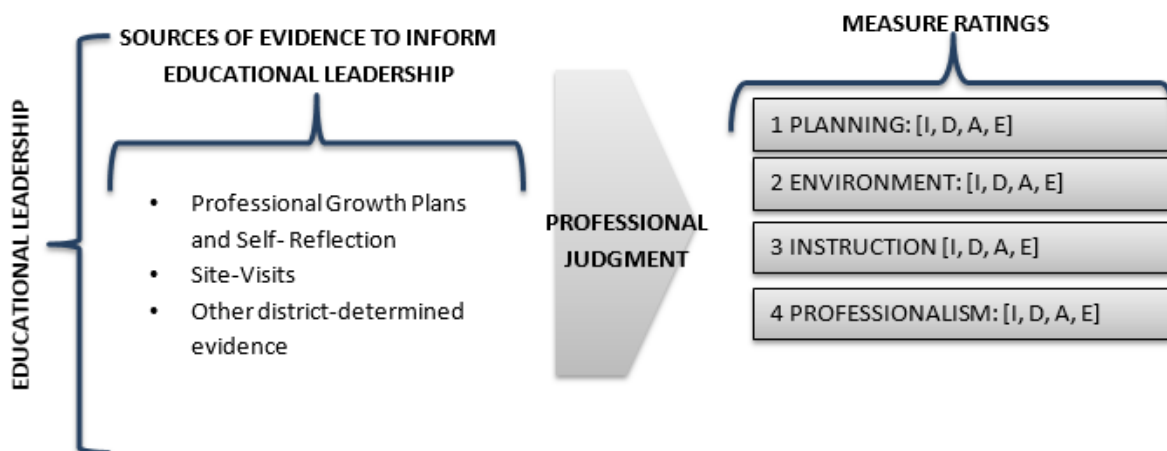 EDUCATIONAL LEADERSHIP
SOURCES OF EVIDENCE TO INFORM
EDUCATIONAL LEADERSHIP
• Professional Growth Plans
and Self- Reflection
• Site-Visits
• Other district-determined
evidence
PROFESSIONAL
JUDGMENT
MEASURE RATINGS
1 PLANNING: [I, D, A, E]
2 ENVIRONMENT: [I, D, A, E]
3 INSTRUCTION [I, D, A, E]
4 PROFESSIONALISM: [I, D, A, E]